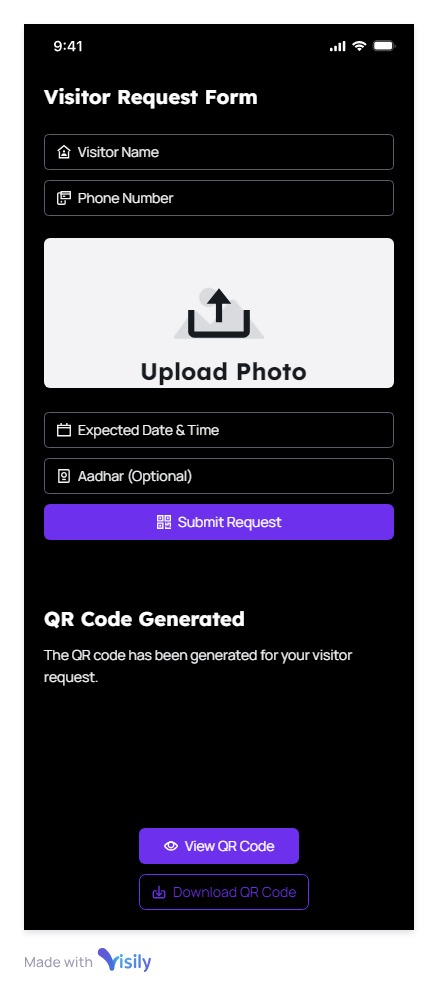 9:41
Visitor Request Form
Visitor Name
Phone Number
Upload Photo
Expected Date & Time
Aadhar (Optional)
Submit Request
QR Code Generated
The QR code has been generated for your visitor
request.
View QR Code
Download QR Code
Made with Visily